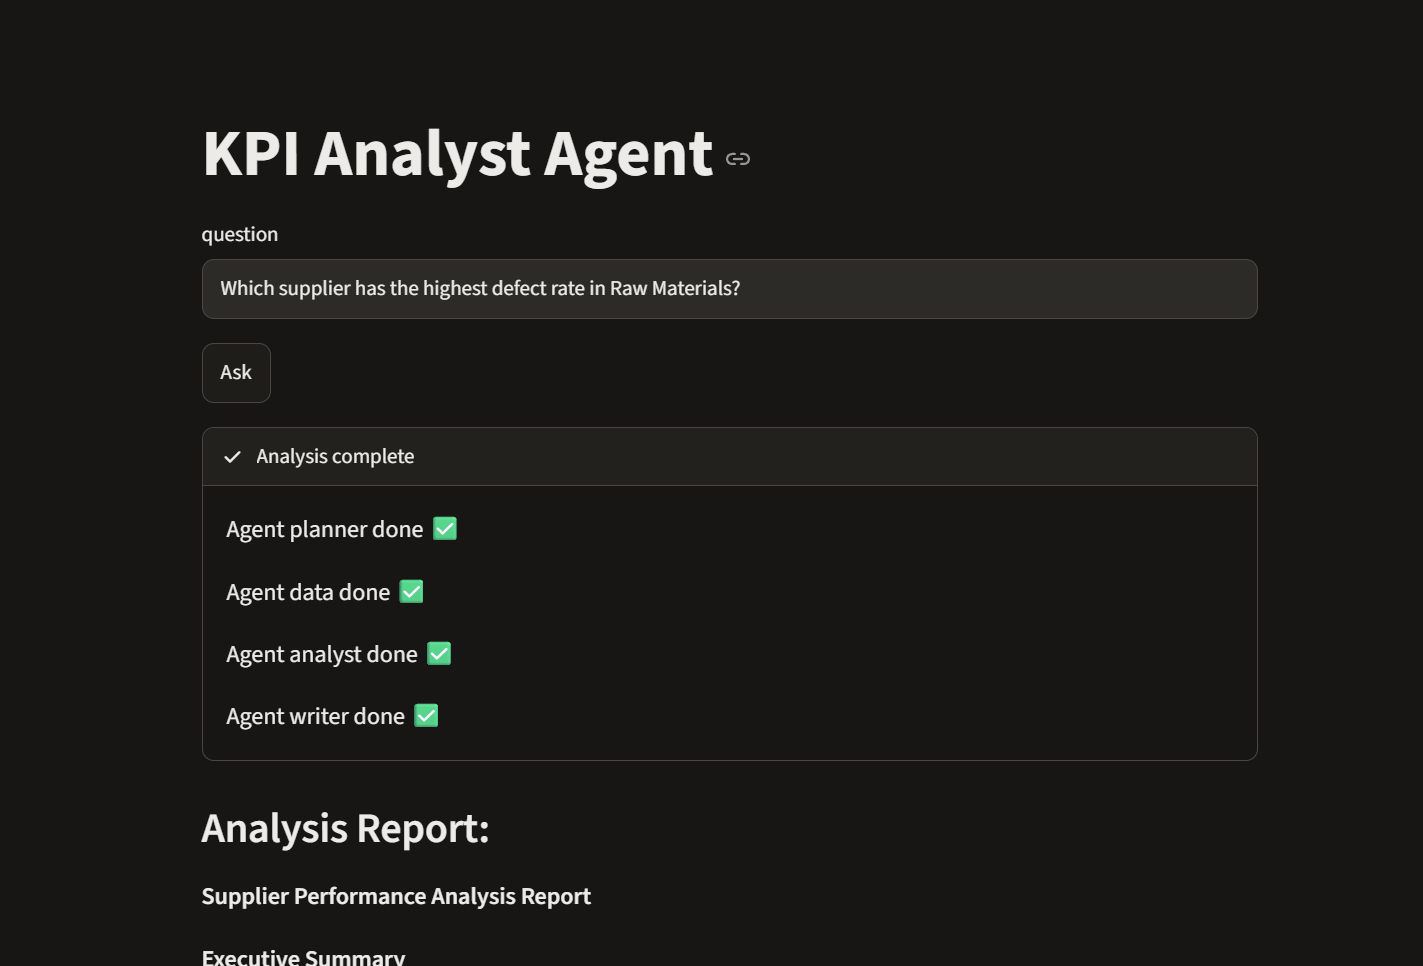 KPI Analyst Agent
question
Which supplier has the highest defect rate in Raw Materials?
Ask
Analysis complete
Agent planner done ✅
Agent data done ✅
Agent analyst done ✅
Agent writer done ✅
Analysis Report:
Supplier Performance Analysis Report
Executive Summary